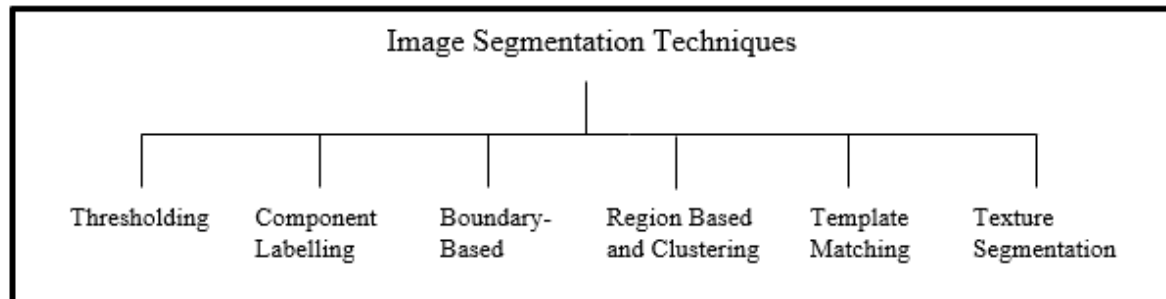 Image Segmentation Techniques
Thresholding
Component
Labelling
Boundary-
Based
Region Based
and Clustering
Template
Matching
Texture
Segmentation